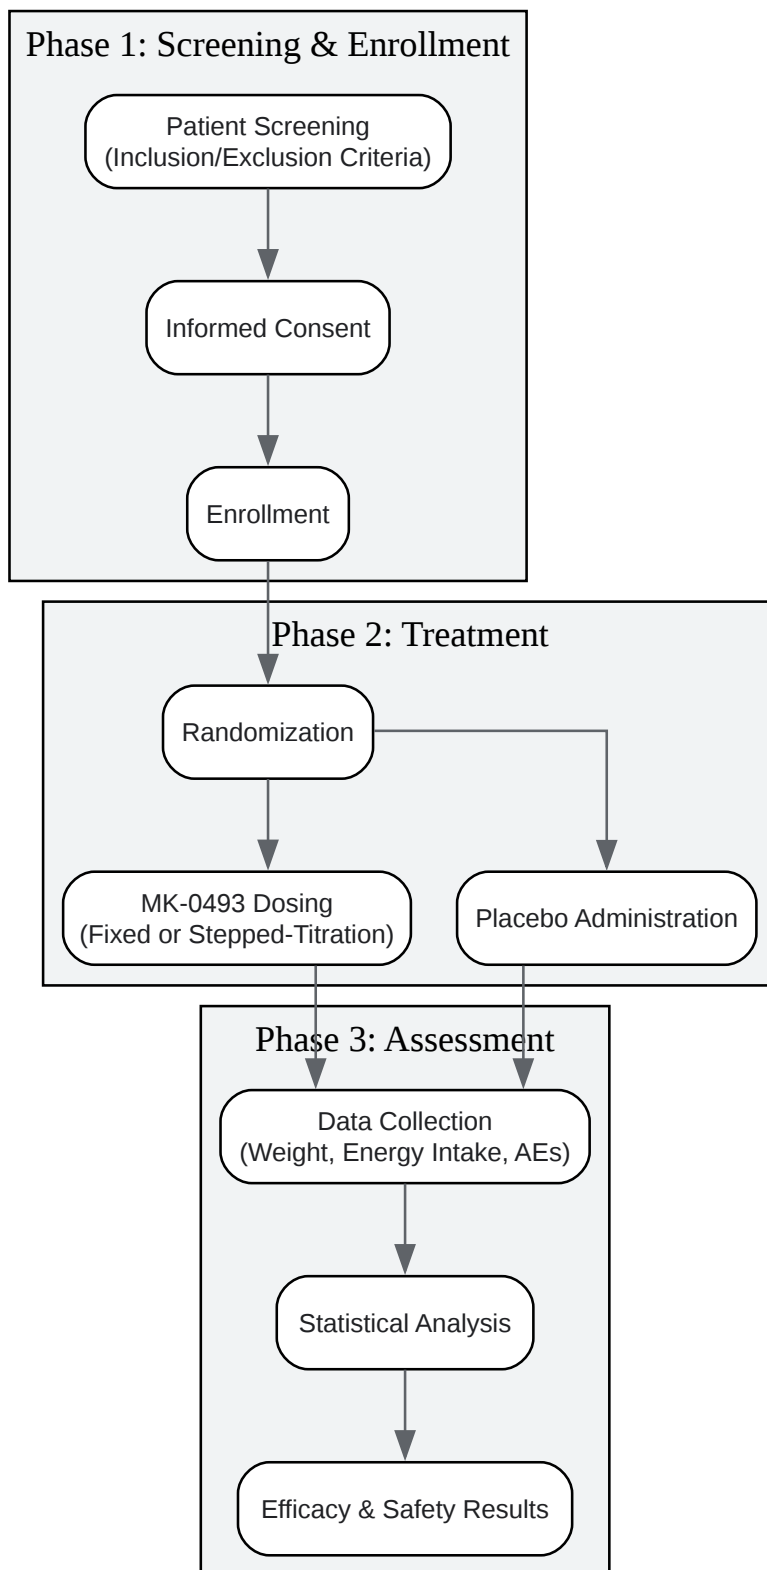 Phase 1: Screening & Enrollment
Patient Screening
(Inclusion/Exclusion Criteria)
Informed Consent
Enrollment
Phase 2: Treatment
Randomization
MK-0493 Dosing
(Fixed or Stepped-Titration)
Placebo Administration
Phase 3: Assessment
Data Collection
(Weight, Energy Intake, AEs)
Statistical Analysis
Efficacy & Safety Results